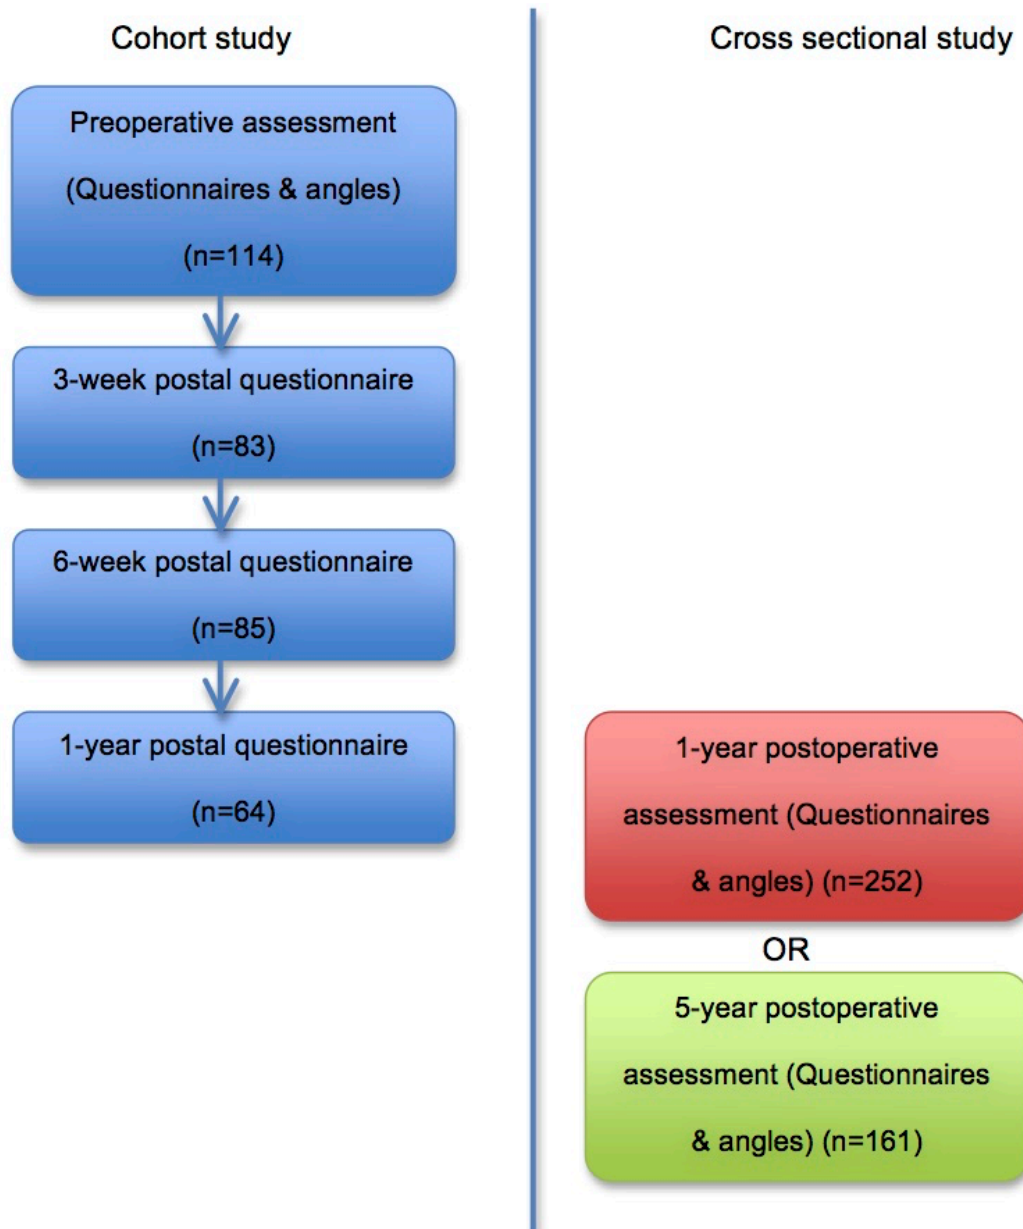 Cohort study
Preoperative assessment
(Questionnaires & angles)
(n=114)
3-week postal questionnaire
(n=83)
6-week postal questionnaire
(n=85)
1-year postal questionnaire
(n=64)
Cross sectional study
1-year postoperative
assessment (Questionnaires
& angles) (n=252)
OR
5-year postoperative
assessment (Questionnaires
& angles) (n=161)